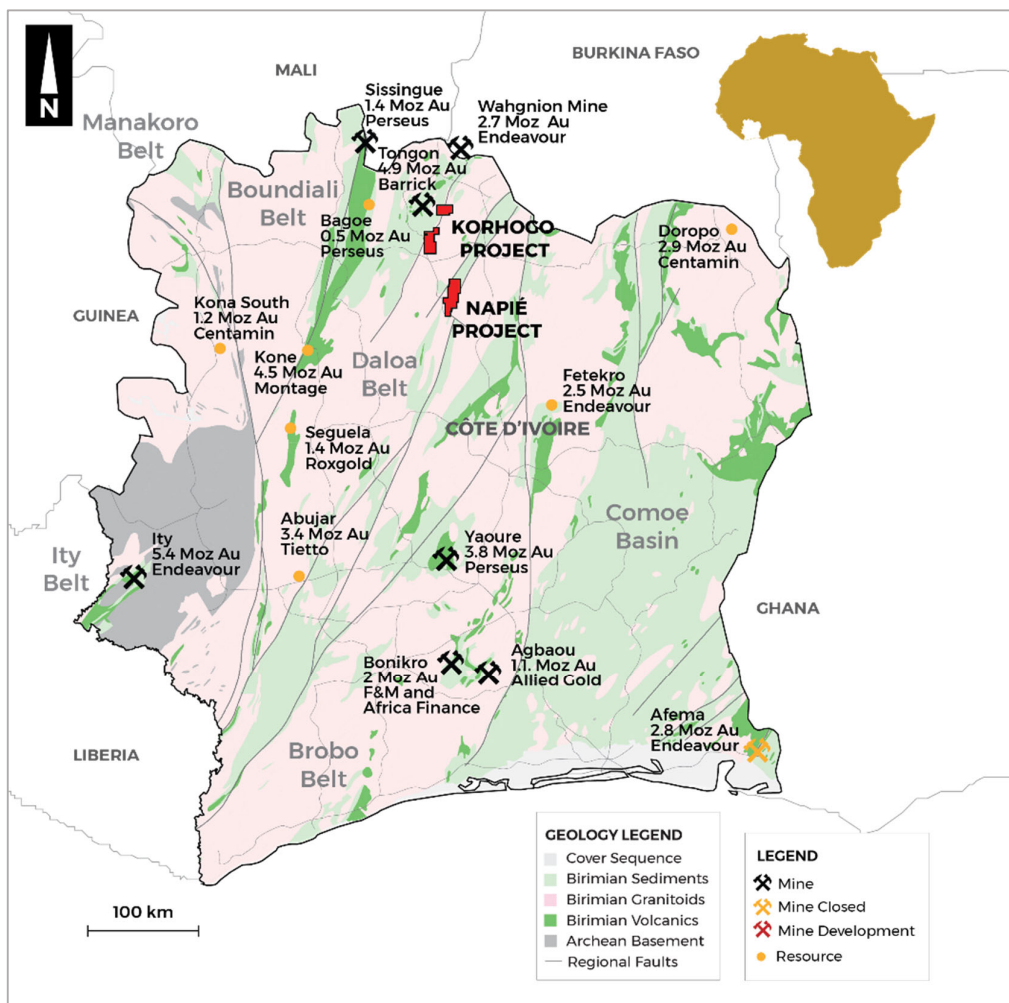 N
MALI
BURKINA FASO
Sissingue
1.4 Moz Au
Perseus
Wahgnion Mine
2.7 Moz Au
Endeavour
Manakoro
Belt
Tongon
4.9 Moz Au
Barrick
Boundiali
Belt
Bagoe
0.5 Moz Au
Perseus
KORHOGO
PROJECT
Doropo
2.9 Moz Au
Centamin
Kona South
1.2 Moz Au
Centamin
GUINEA
NAPIÉ
PROJECT
Kone
4.5 Moz Au
Montage
Daloa
Belt
Fetekro
2.5 Moz Au
Endeavour
CÔTE D'IVOIRE
Seguela
1.4 Moz Au
Roxgold
Comoe
Basin
Abujar
3.4 Moz Au
Tietto
Yaoure
3.8 Moz Au
Perseus
Ity
5.4 Moz Au
Endeavour
Ity
Belt
GHANA
Bonikro
2 Moz Au
F&M and
Africa Finance
Agbaou
1.1. Moz Au
Allied Gold
Afema
2.8 Moz Au
Endeavour
LIBERIA
Brobo
Belt
100 km
GEOLOGY LEGEND
Cover Sequence
Birimian Sediments
Birimian Granitoids
Birimian Volcanics
Archean Basement
Regional Faults
LEGEND
Mine
Mine Closed
Mine Development
Resource